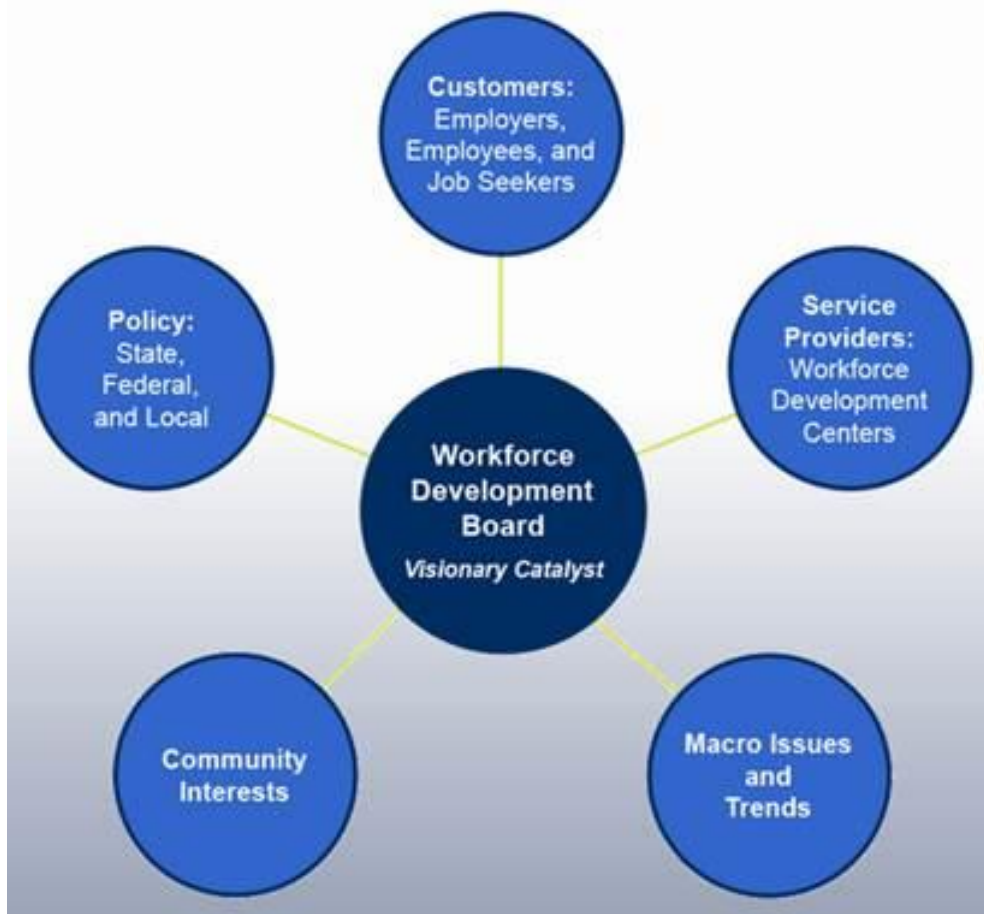 Customers:
Employers,
Employees, and
Job Seekers
Policy:
State,
Federal,
and Local
Service
Providers:
Workforce
Development
Centers
Workforce
Development
Board
Visionary Catalyst
Community
Interests
Macro Issues
and
Trends